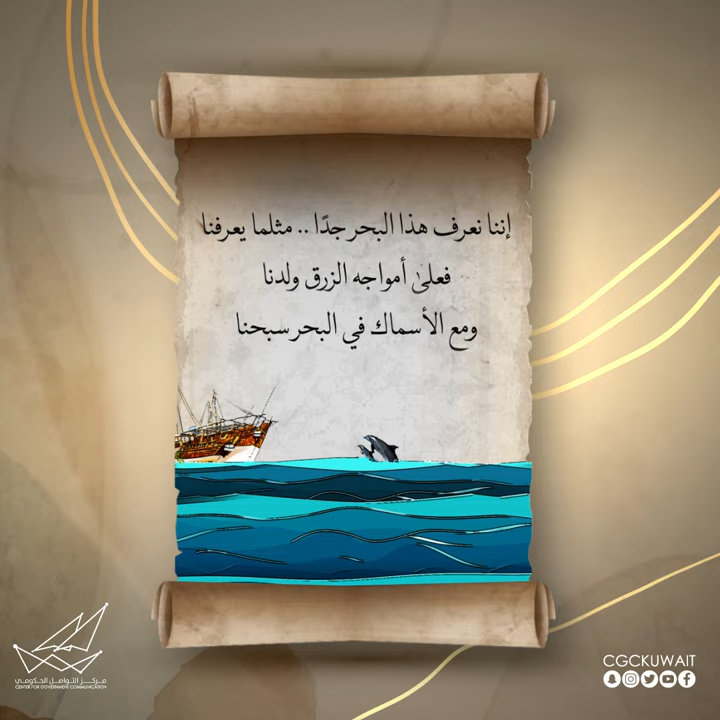 إننا نعرف هذا البحر جدًا .. مثلما يعرفنا
فعلىٰ أمواجه الزرق ولدنا
ومع الأسماك في البحر سبحنا
مركز التواصل الحكومي
CENTER FOR GOVERNMENT COMMUNICATION
CGCKUWAIT